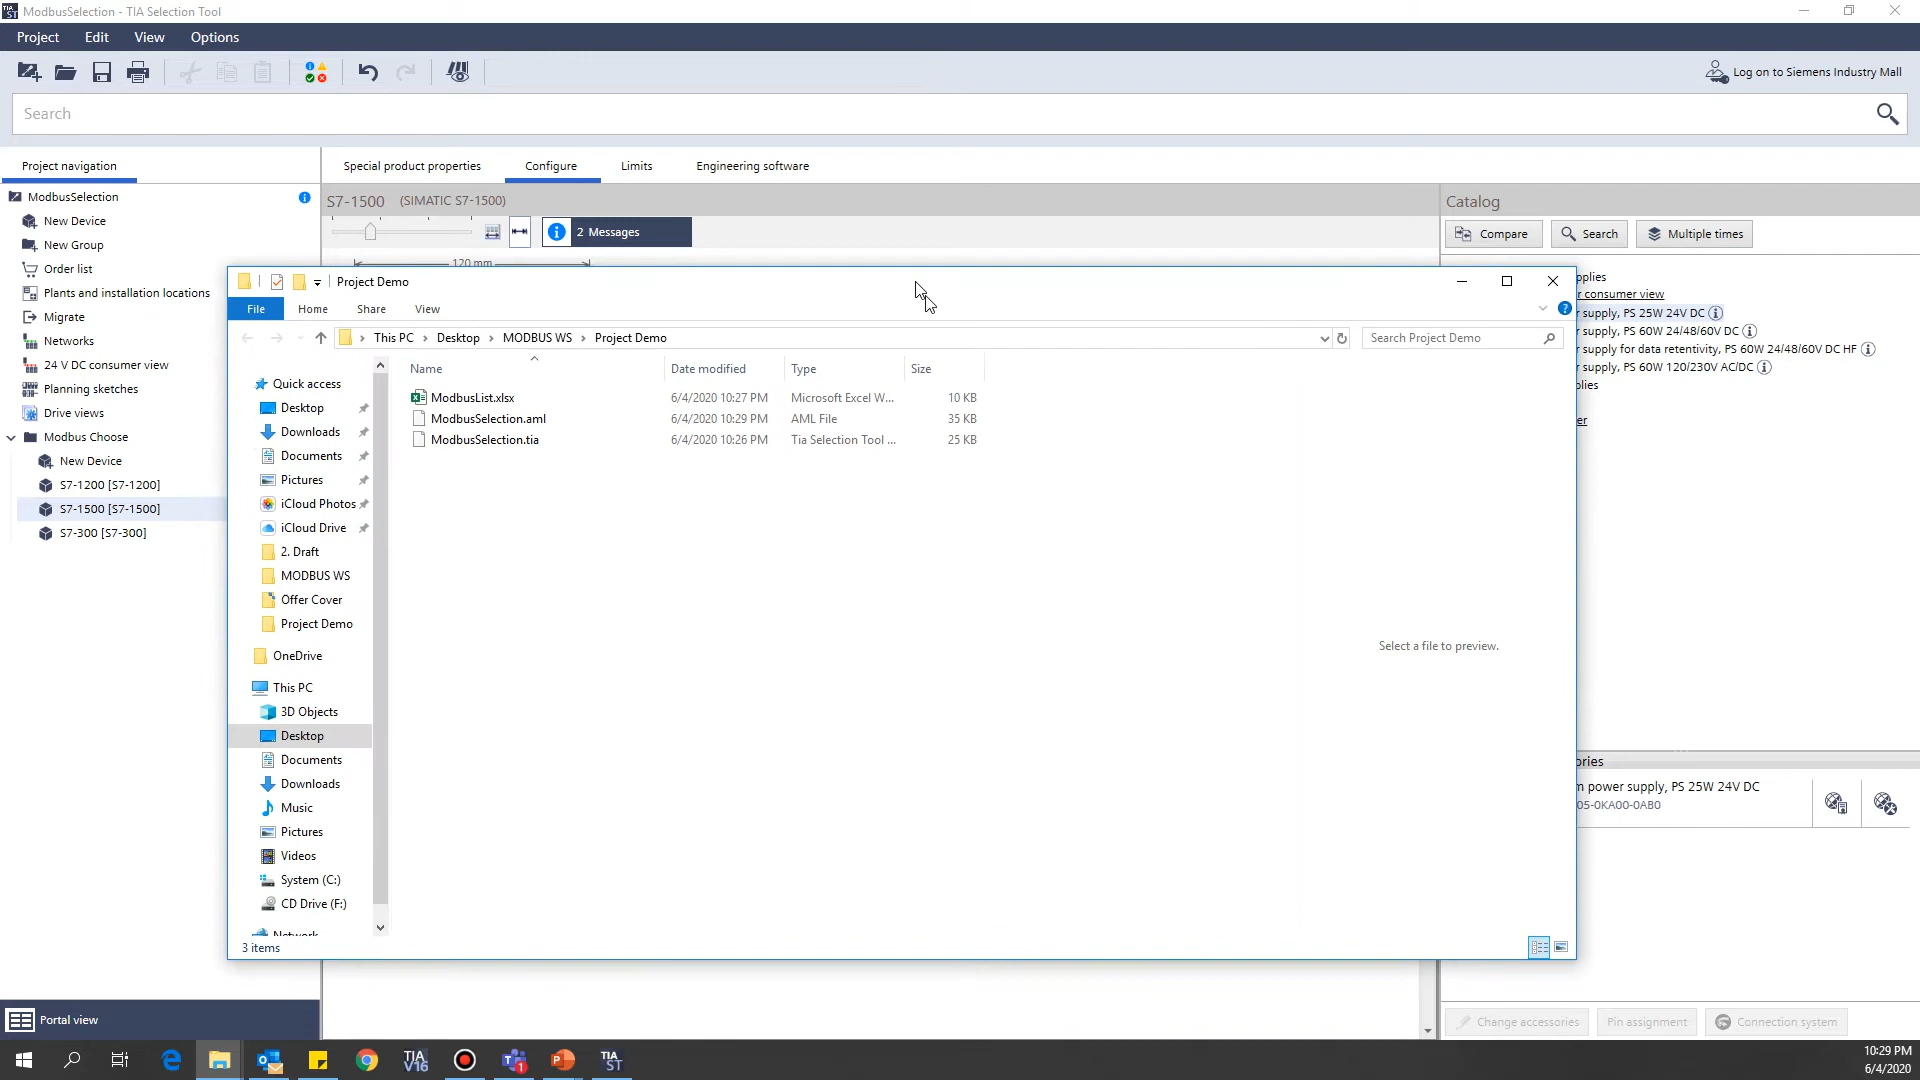 ModbusSelection - TIA Selection Tool
Project Edit View Options
Log on to Siemens Industry Mall
Search
Project navigation
Special product properties Configure Limits Engineering software
ModbusSelection
New Device
New Group
Order list
Plants and installation locations
Migrate
Networks
24 V DC consumer view
Planning sketches
Drive views
Modbus Choose
New Device
S7-1200 [S7-1200]
S7-1500 [S7-1500]
S7-300 [S7-300]
Portal view
S7-1500 (SIMATIC S7-1500)
2 Messages
120 mm
Catalog
Compare Search Multiple times
pplies
r consumer view
r supply, PS 25W 24V DC
r supply, PS 60W 24/48/60V DC
r supply for data retentivity, PS 60W 24/48/60V DC HF
r supply, PS 60W 120/230V AC/DC
plies
er
ories
m power supply, PS 25W 24V DC
05-0KA00-0AB0
Change accessories Pin assignment Connection system
Project Demo
File Home Share View
This PC Desktop MODBUS WS Project Demo
Search Project Demo
Quick access
Desktop
Downloads
Documents
Pictures
iCloud Photos
iCloud Drive
2. Draft
MODBUS WS
Offer Cover
Project Demo
OneDrive
This PC
3D Objects
Desktop
Documents
Downloads
Music
Pictures
Videos
System (C:)
CD Drive (F:)
Network
Name Date modified Type Size
ModbusList.xlsx 6/4/2020 10:27 PM Microsoft Excel W... 10 KB
ModbusSelection.aml 6/4/2020 10:29 PM AML File 35 KB
ModbusSelection.tia 6/4/2020 10:26 PM Tia Selection Tool ... 25 KB
Select a file to preview.
3 items
TIA V16
TIA ST
10:29 PM
6/4/2020